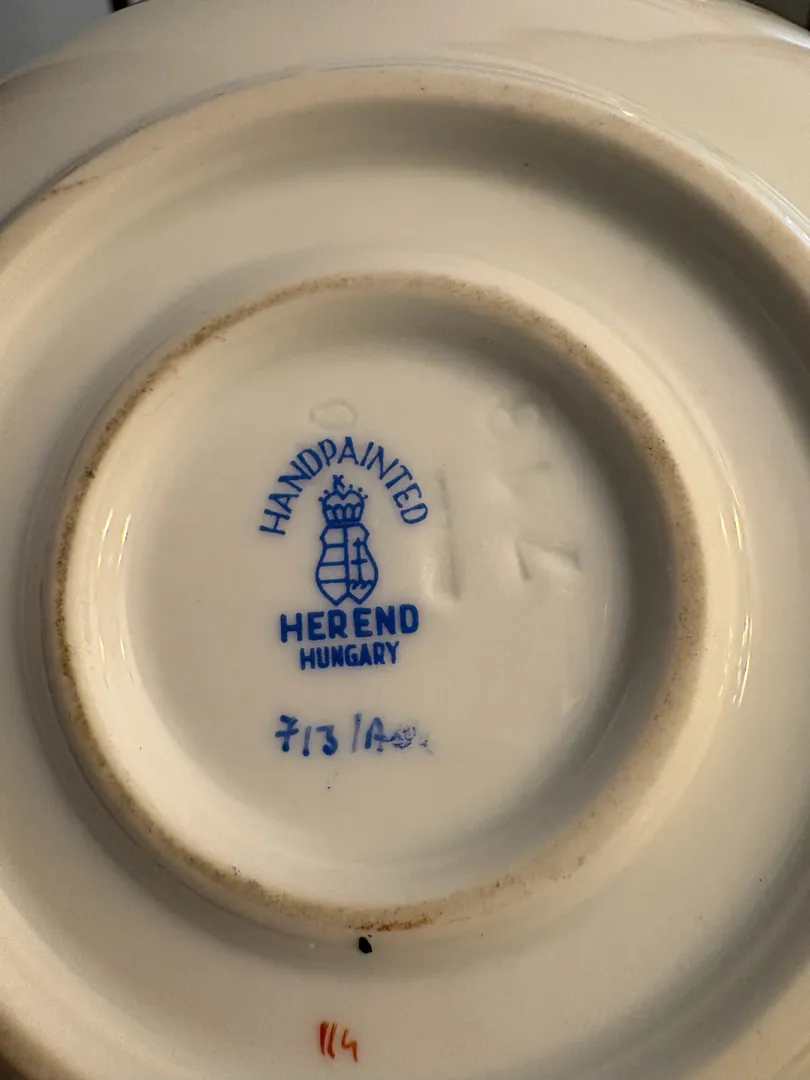 HANDPAINTED
HEREND
HUNGARY
713/A
114